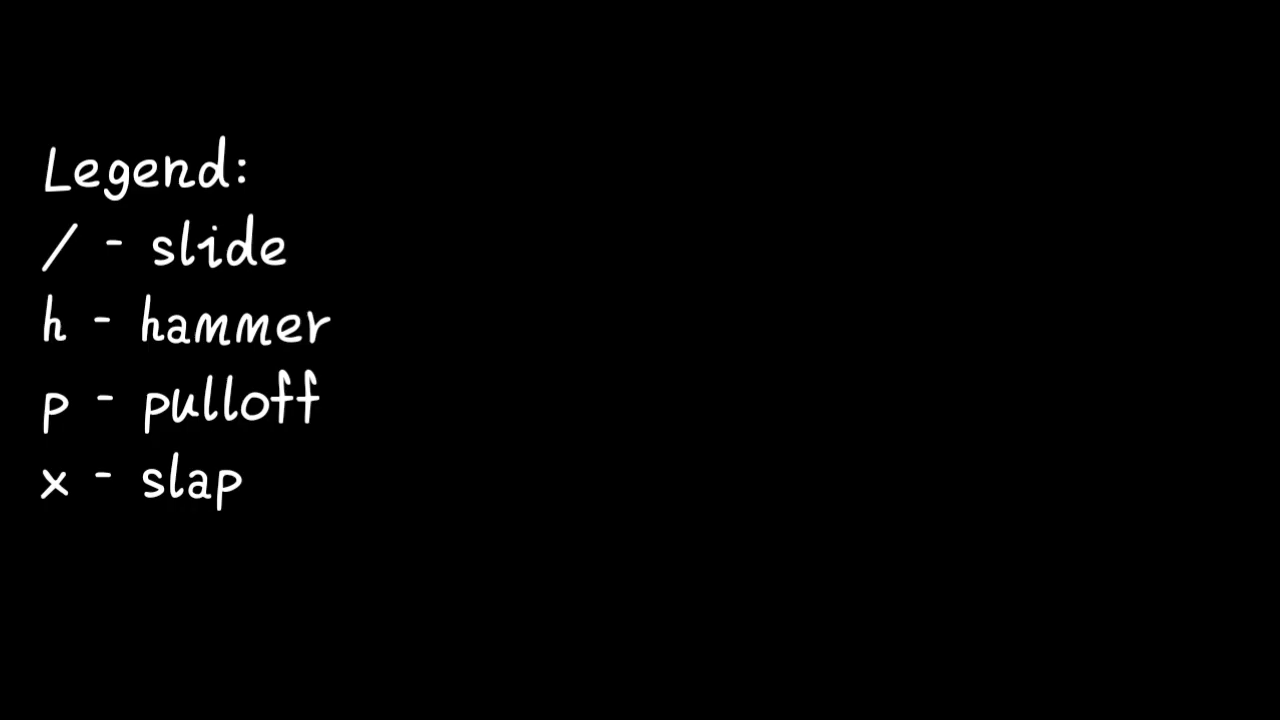 Legend:
/ - slide
h - hammer
p - pulloff
x - slap